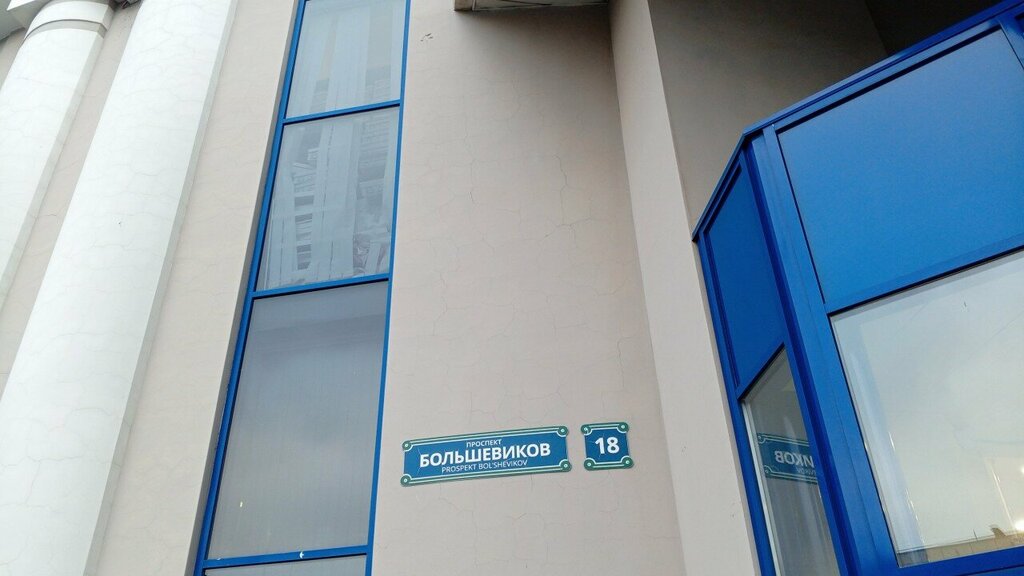 ПРОСПЕКТ
БОЛЬШЕВИКОВ
PROSPEKT BOL'SHEVIKOV
18